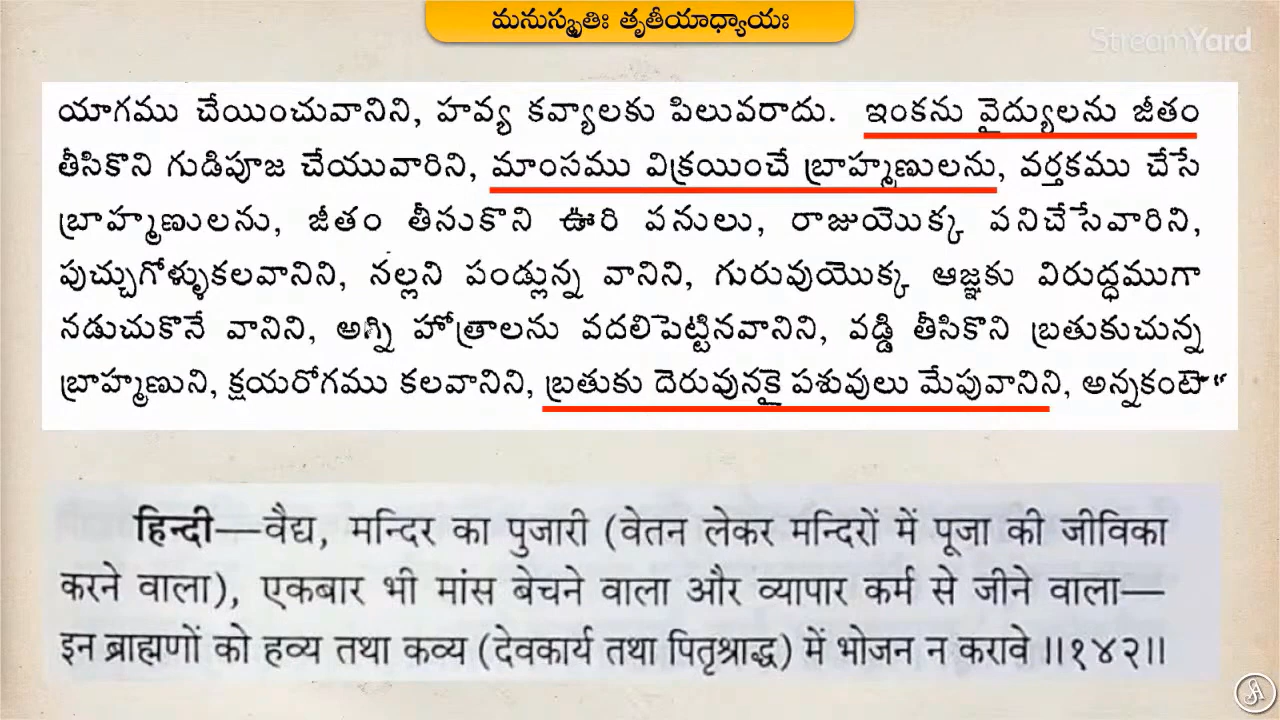 మనుస్మృతిః తృతీయాధ్యాయః
StreamYard
యాగము చేయించువానిని, హవ్య కవ్యాలకు పిలువరాదు. ఇంకను వైద్యులను జీతం
తీసికొని గుడిపూజ చేయువారిని, మాంసము విక్రయించే బ్రాహ్మణులను, వర్తకము చేసే
బ్రాహ్మణులను, జీతం తీనుకొని ఊరి వనులు, రాజుయొక్క పనిచేసేవారిని,
పుచ్చుగోళ్ళుకలవానిని, నల్లని పండ్లున్న వానిని, గురువుయొక్క ఆజ్ఞకు విరుద్ధముగా
నడుచుకొనే వానిని, అగ్ని హోత్రాలను వదలిపెట్టినవానిని, వడ్డి తీసికొని బ్రతుకుచున్న
బ్రాహ్మణుని, క్షయరోగము కలవానిని, బ్రతుకు దెరువునకై పశువులు మేపువానిని, అన్నకంటె
हिन्दी—वैद्य, मन्दिर का पुजारी (वेतन लेकर मन्दिरों में पूजा की जीविका
करने वाला), एकबार भी मांस बेचने वाला और व्यापार कर्म से जीने वाला—
इन ब्राह्मणों को हव्य तथा कव्य (देवकार्य तथा पितृश्राद्ध) में भोजन न करावे ॥१४२॥